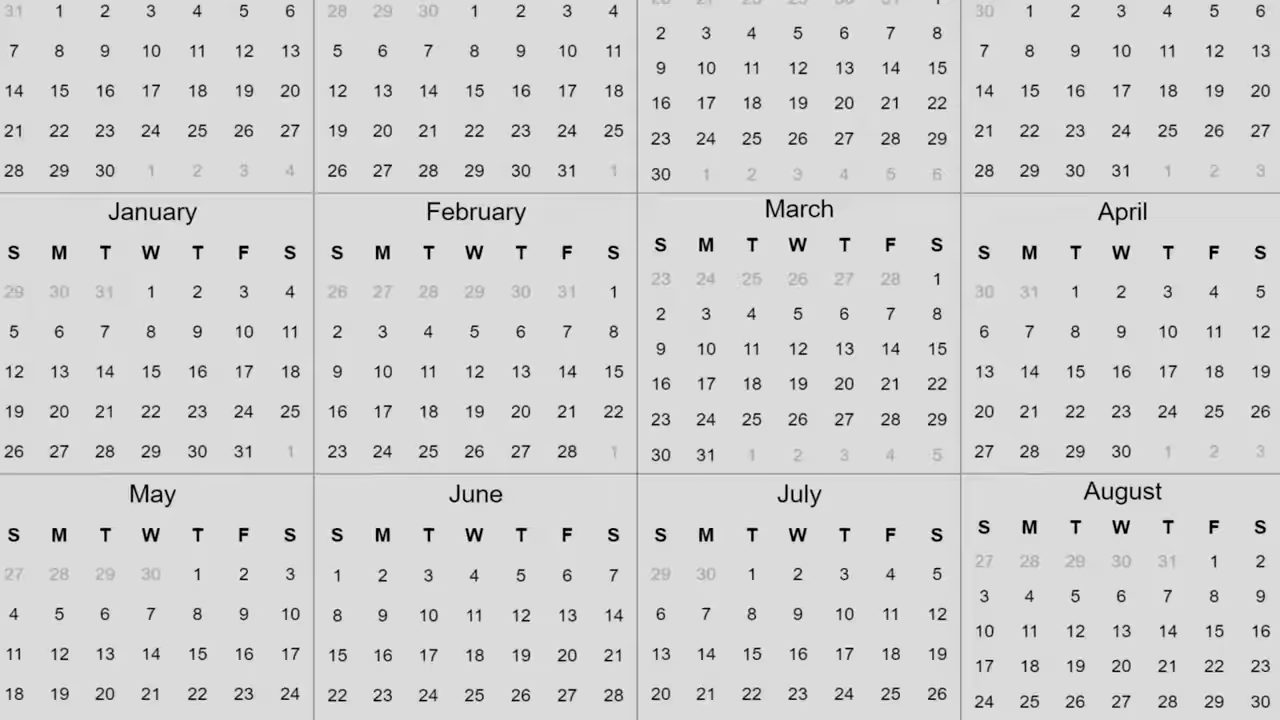 31 1 2 3 4 5 6
7 8 9 10 11 12 13
14 15 16 17 18 19 20
21 22 23 24 25 26 27
28 29 30 1 2 3 4
28 29 30 1 2 3 4
5 6 7 8 9 10 11
12 13 14 15 16 17 18
19 20 21 22 23 24 25
26 27 28 29 30 31 1
2 3 4 5 6 7 8
9 10 11 12 13 14 15
16 17 18 19 20 21 22
23 24 25 26 27 28 29
30 1 2 3 4 5 6
30 1 2 3 4 5 6
7 8 9 10 11 12 13
14 15 16 17 18 19 20
21 22 23 24 25 26 27
28 29 30 31 1 2 3
January
S M T W T F S
29 30 31 1 2 3 4
5 6 7 8 9 10 11
12 13 14 15 16 17 18
19 20 21 22 23 24 25
26 27 28 29 30 31 1
February
S M T W T F S
26 27 28 29 30 31 1
2 3 4 5 6 7 8
9 10 11 12 13 14 15
16 17 18 19 20 21 22
23 24 25 26 27 28 1
March
S M T W T F S
23 24 25 26 27 28 1
2 3 4 5 6 7 8
9 10 11 12 13 14 15
16 17 18 19 20 21 22
23 24 25 26 27 28 29
30 31 1 2 3 4 5
April
S M T W T F S
30 31 1 2 3 4 5
6 7 8 9 10 11 12
13 14 15 16 17 18 19
20 21 22 23 24 25 26
27 28 29 30 1 2 3
May
S M T W T F S
27 28 29 30 1 2 3
4 5 6 7 8 9 10
11 12 13 14 15 16 17
18 19 20 21 22 23 24
June
S M T W T F S
1 2 3 4 5 6 7
8 9 10 11 12 13 14
15 16 17 18 19 20 21
22 23 24 25 26 27 28
July
S M T W T F S
29 30 1 2 3 4 5
6 7 8 9 10 11 12
13 14 15 16 17 18 19
20 21 22 23 24 25 26
August
S M T W T F S
27 28 29 30 31 1 2
3 4 5 6 7 8 9
10 11 12 13 14 15 16
17 18 19 20 21 22 23
24 25 26 27 28 29 30